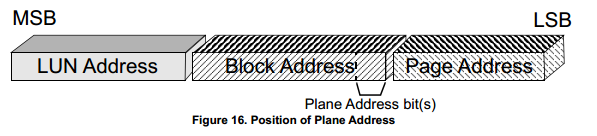 MSB LSB
LUN Address Block Address Page Address
Plane Address bit(s)
Figure 16. Position of Plane Address